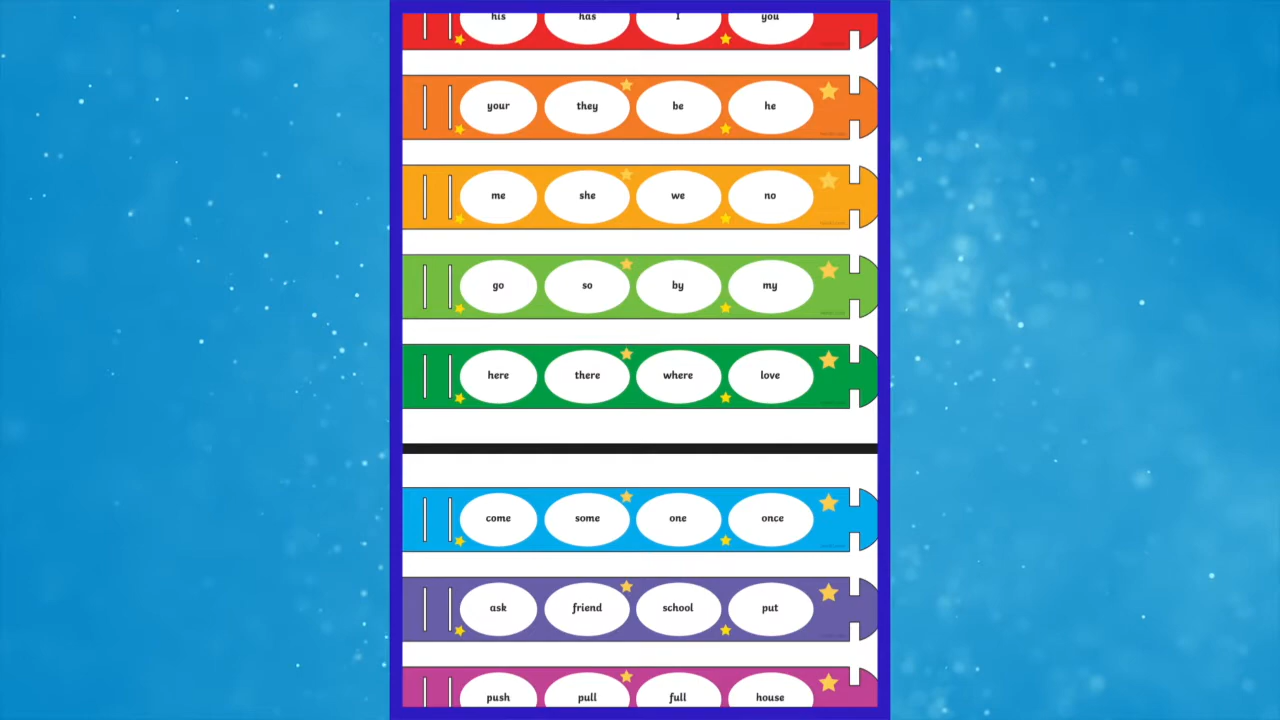 his has I you
your they be he
me she we no
go so by my
here there where love
come some one once
ask friend school put
push pull full house